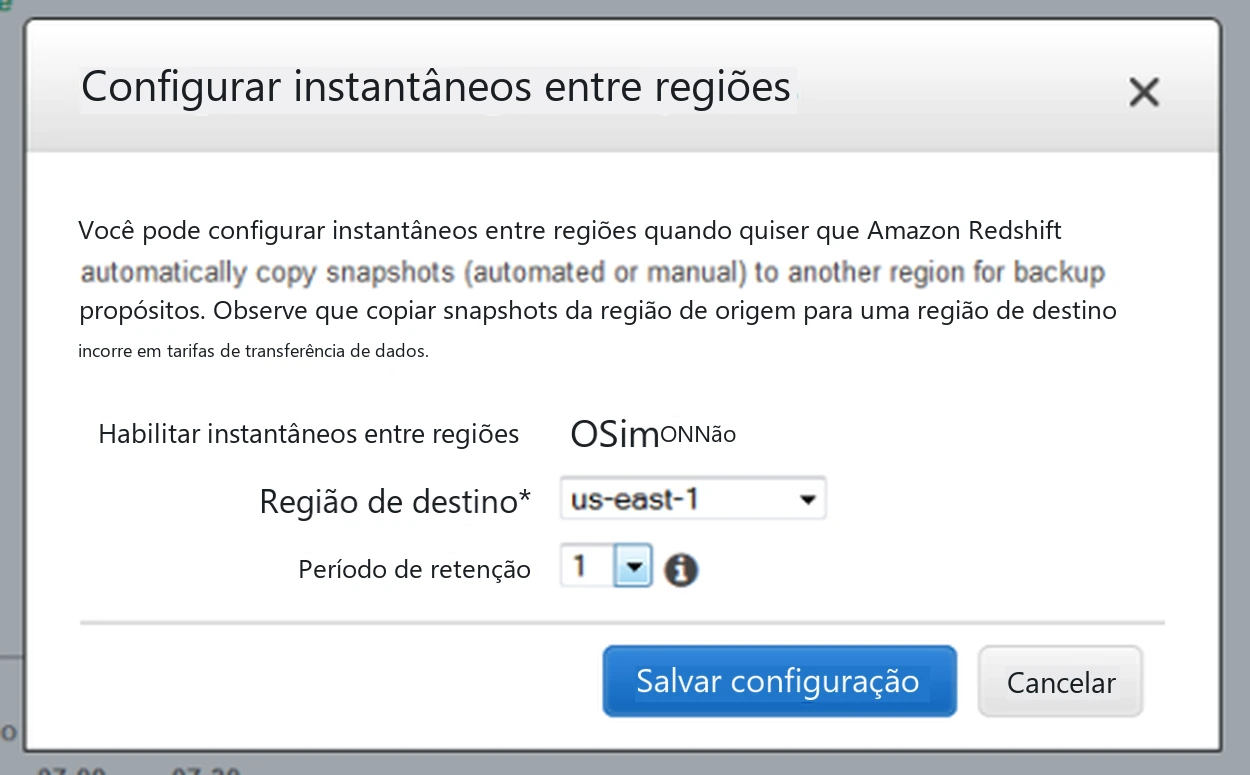 Configurar instantâneos entre regiões
Você pode configurar instantâneos entre regiões quando quiser que Amazon Redshift
automatically copy snapshots (automated or manual) to another region for backup
propósitos. Observe que copiar snapshots da região de origem para uma região de destino
incorre em tarifas de transferência de dados.
Habilitar instantâneos entre regiões OSimONNão
Região de destino* us-east-1
Período de retenção 1
Salvar configuração Cancelar